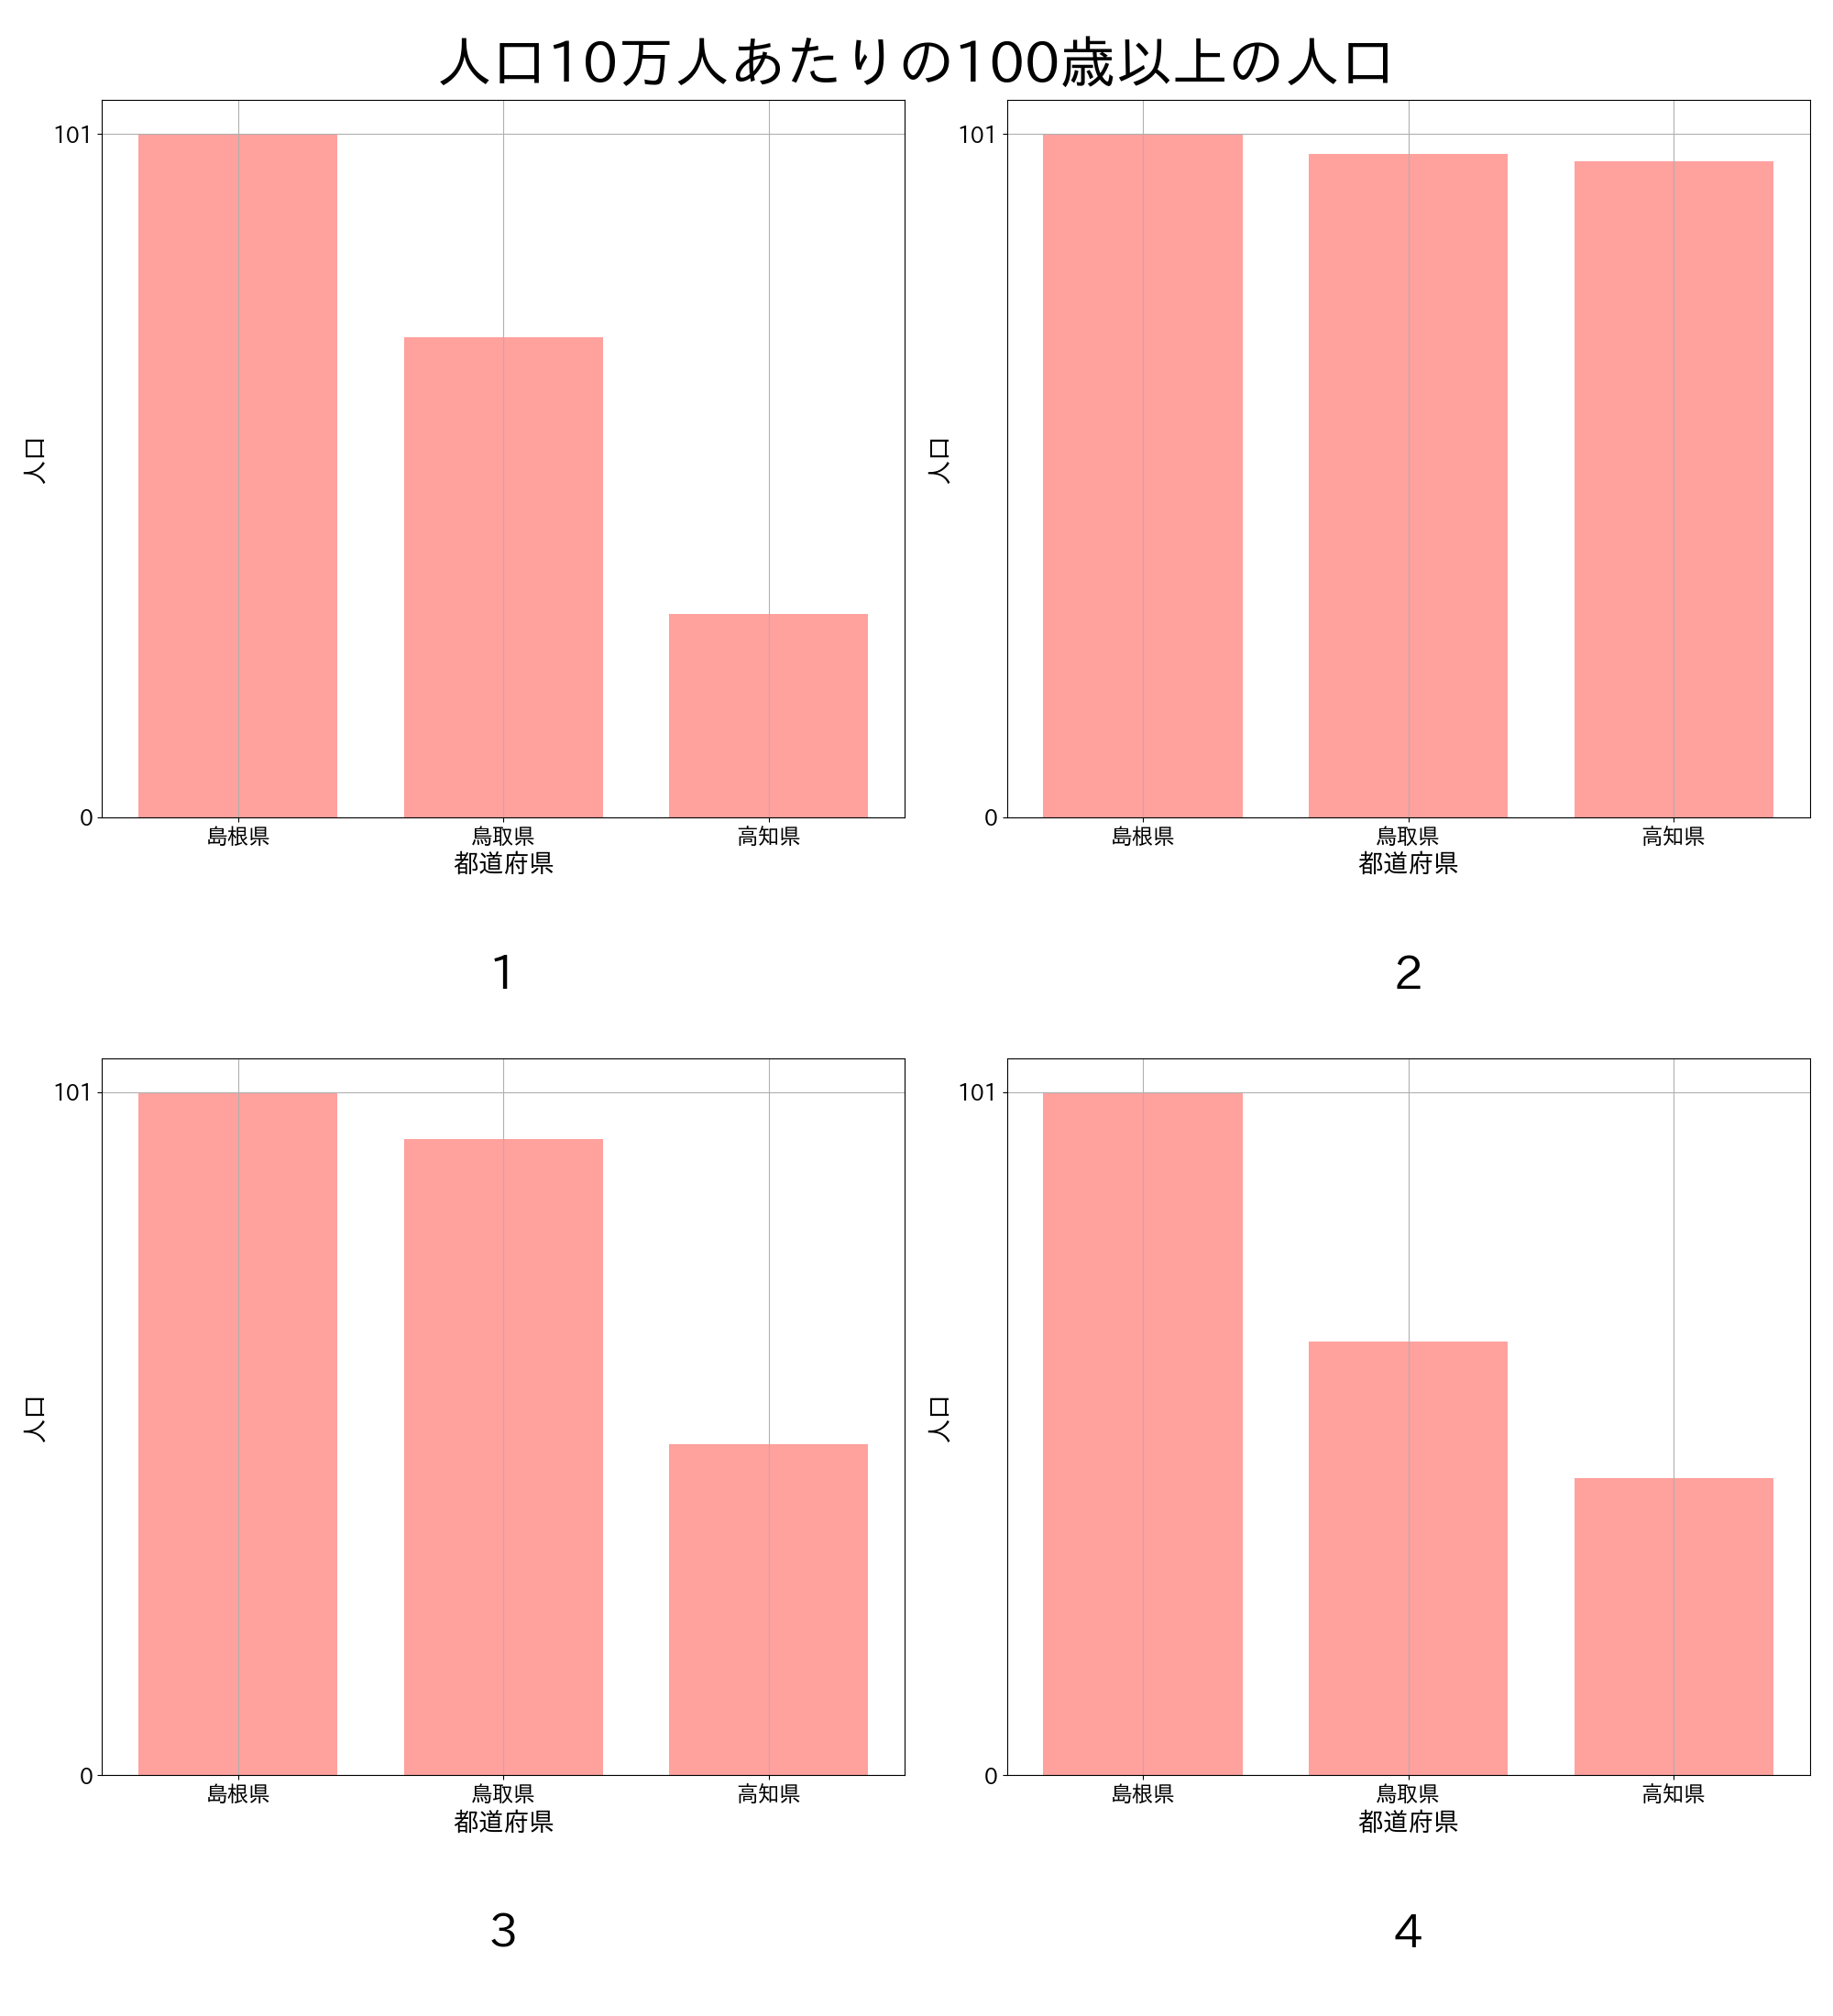 人口10万人あたりの100歳以上の人口
101
0
人口
島根県 鳥取県 高知県
都道府県
1
101
0
人口
島根県 鳥取県 高知県
都道府県
2
101
0
人口
島根県 鳥取県 高知県
都道府県
3
101
0
人口
島根県 鳥取県 高知県
都道府県
4